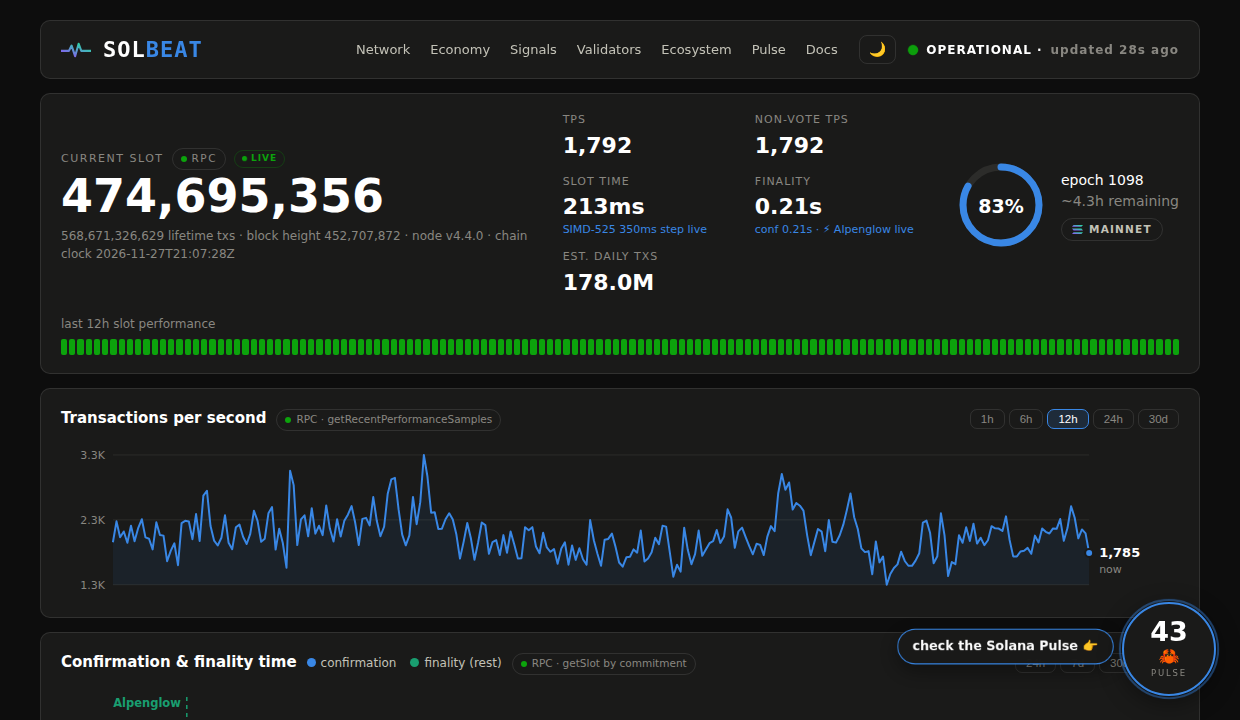 SOLBEAT
Network Economy Signals Validators Ecosystem Pulse Docs
OPERATIONAL · updated 28s ago
CURRENT SLOT RPC LIVE
474,695,356
568,671,326,629 lifetime txs · block height 452,707,872 · node v4.4.0 · chain
clock 2026-11-27T21:07:28Z
TPS
1,792
NON-VOTE TPS
1,792
SLOT TIME
213ms
SIMD-525 350ms step live
FINALITY
0.21s
conf 0.21s · ⚡ Alpenglow live
EST. DAILY TXS
178.0M
83%
epoch 1098
~4.3h remaining
MAINNET
last 12h slot performance
Transactions per second RPC · getRecentPerformanceSamples
1h 6h 12h 24h 30d
3.3K
2.3K
1.3K
1,785
now
Confirmation & finality time confirmation finality (rest) RPC · getSlot by commitment
24h 7d 30d
Alpenglow
check the Solana Pulse 👉
43
🦀
PULSE